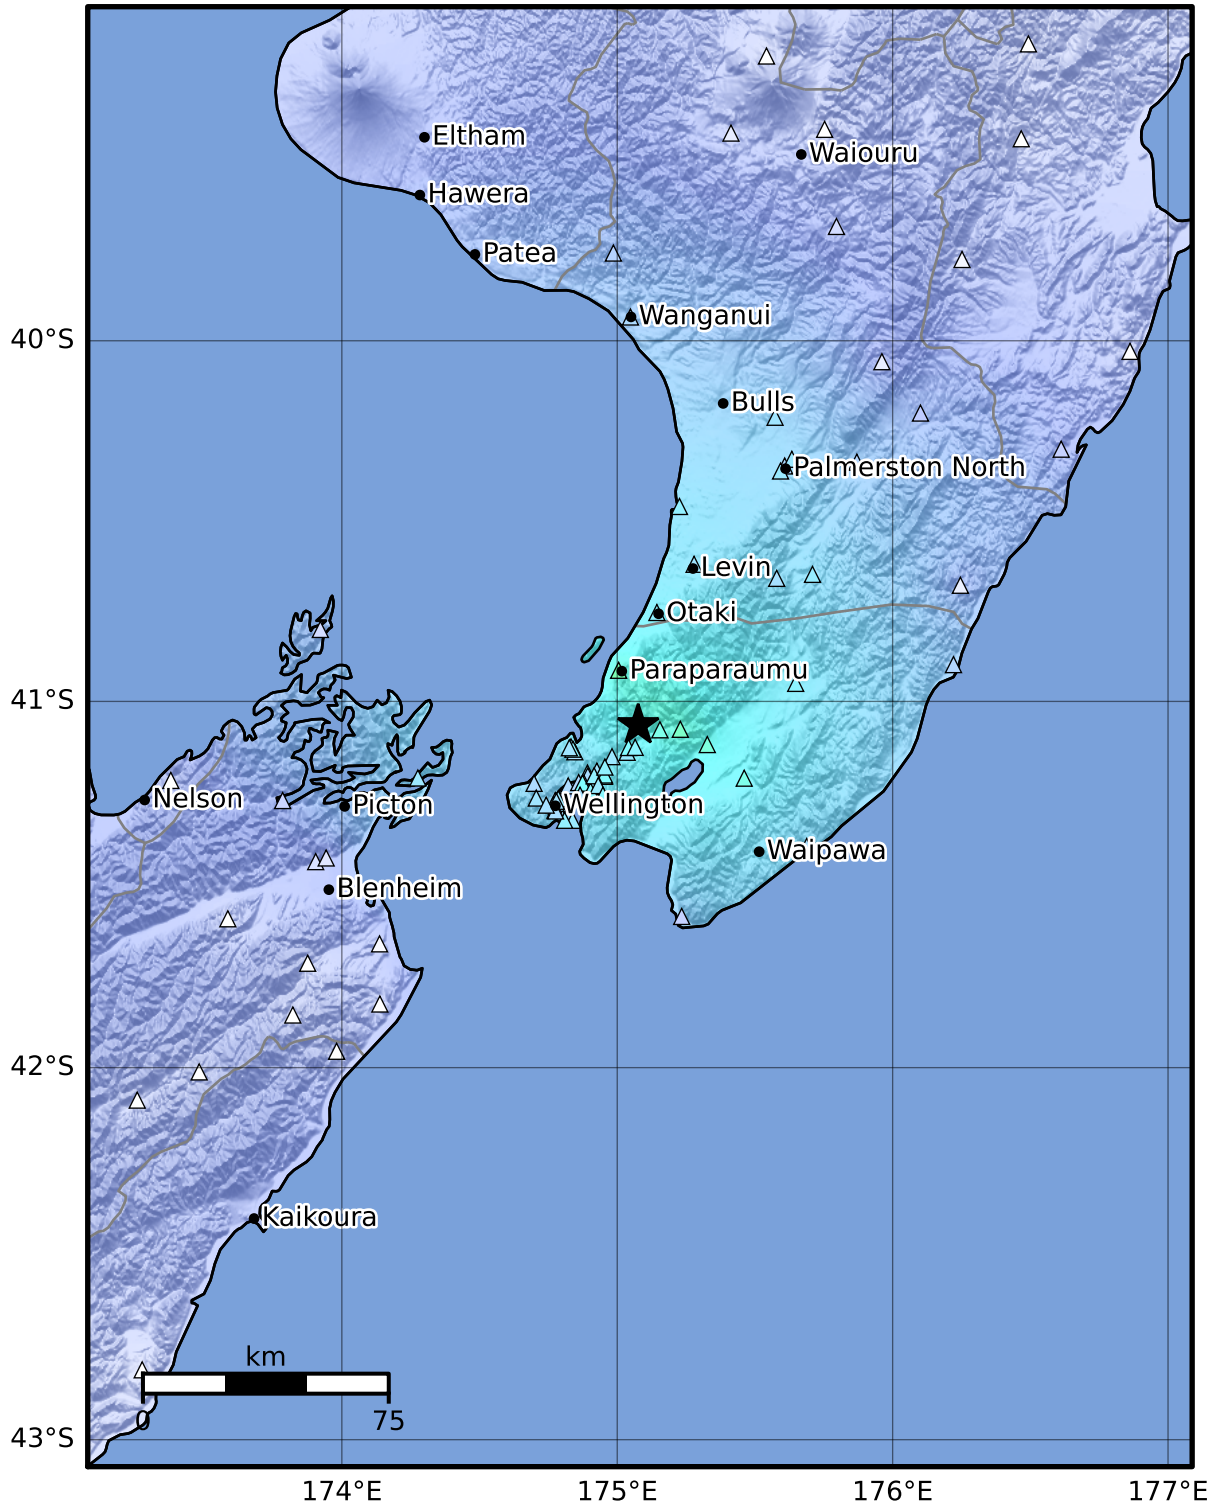 Eltham
Waiouru
Hawera
Patea
Wanganui
40°S
Bulls
Palmerston North
Levin
Otaki
Paraparaumu
41°S
Nelson
Picton
Wellington
Waipawa
Blenheim
42°S
Kaikoura
km
0
75
43°S
174°E
175°E
176°E
177°E